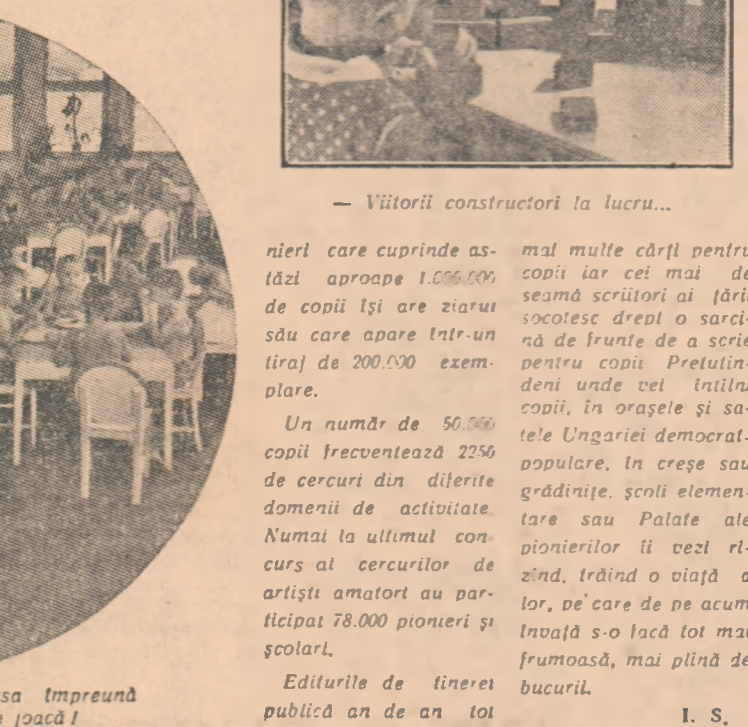 — Viitorii constructori la lucru...
nieri care cuprinde as-
tăzi aproape
de copii își are ziarul
său care apare într-un
tiraj de 200.000 exem-
plare.
Un număr de
copii frecventează 2250
de cercuri din diferite
domenii de activitate
Numai la ultimul con-
curs al cercurilor de
artiști amatori au par-
ticipat 78.000 pionieri și
școlari.
Editurile de tineret
publică an de an tot
mai multe cărți pentru
copii iar cei mai de
seamă scriitori ai țării
socotesc drept o sarci-
nă de frunte de a scrie
pentru copii Pretutin-
deni unde vei întîlni
copii, în orașele și sa-
tele Ungariei democrat-
populare, în creșe sau
grădinițe, școli elemen-
tare sau Palate ale
pionierilor îi vezi rî-
zînd, trăind o viață a
lor, pe care de pe acum
învață s-o facă tot mai
frumoasă, mai plină de
bucurii.
I. S.
sa împreună
joacă !